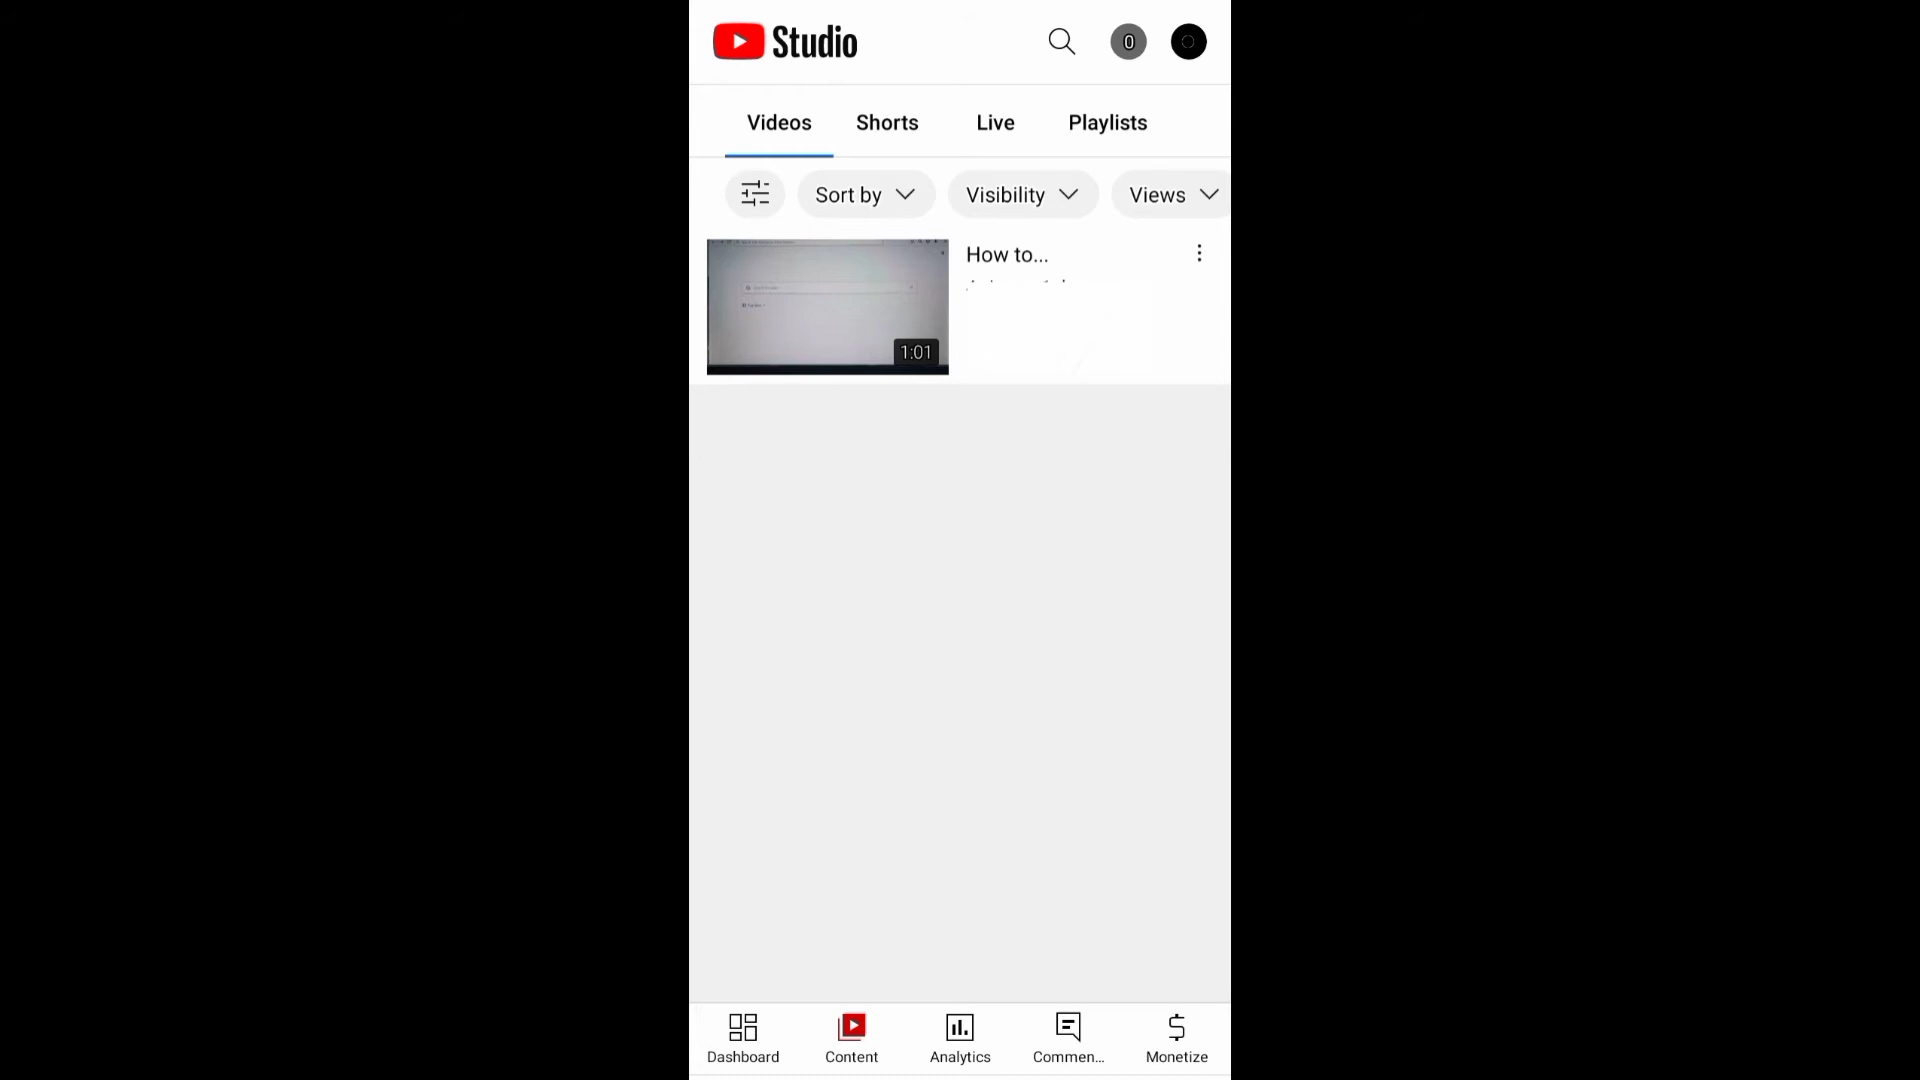 Studio
0
Videos Shorts Live Playlists
Sort by Visibility Views
How to...
1:01
Dashboard Content Analytics Commen... Monetize